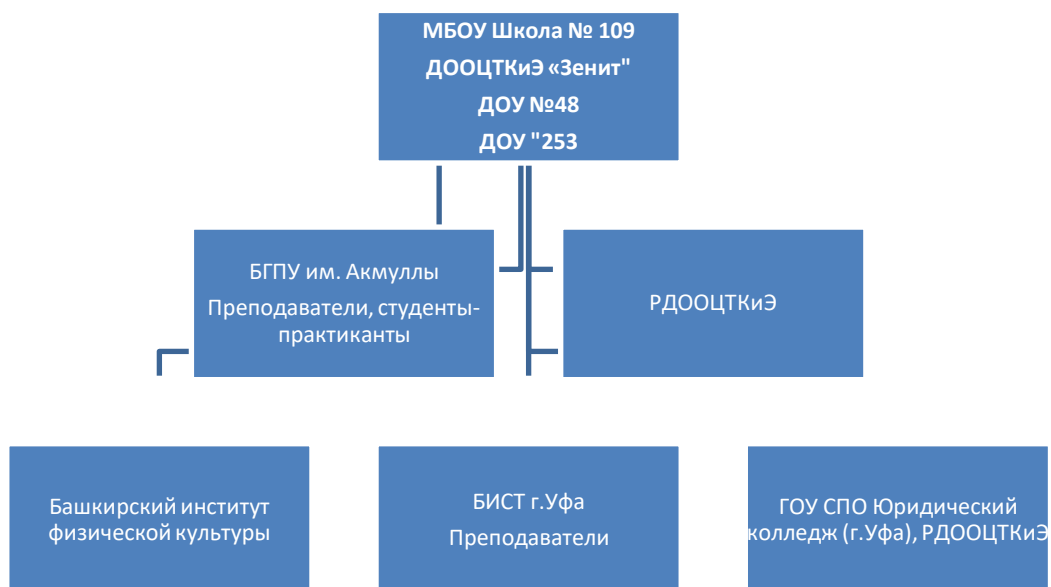 МБОУ Школа № 109
ДООЦТКиЭ «Зенит"
ДОУ №48
ДОУ "253
БГПУ им. Акмуллы
Преподаватели, студенты-
практиканты
РДООЦТКиЭ
Башкирский институт
физической культуры
БИСТ г.Уфа
Преподаватели
ГОУ СПО Юридический
колледж (г.Уфа), РДООЦТКиЭ